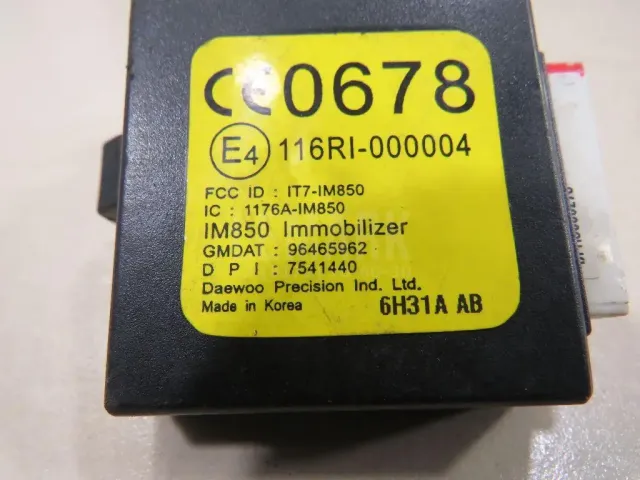 CE0678
E4 116RI-000004
FCC ID : IT7-IM850
IC : 1176A-IM850
IM850 Immobilizer
GMDAT : 96465962
D P I : 7541440
Daewoo Precision Ind. Ltd.
Made in Korea 6H31A AB